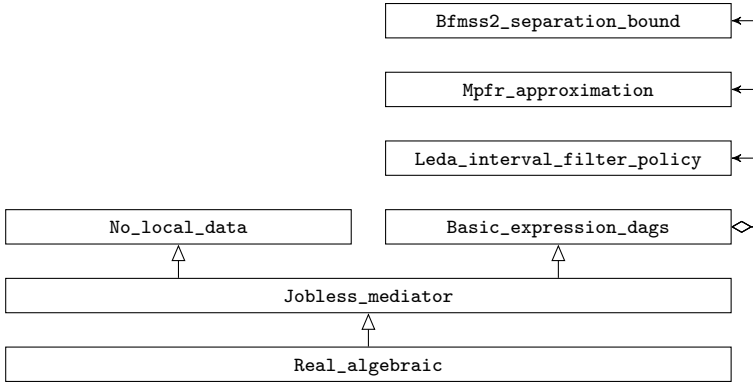 Bfmss2_separation_bound
Mpfr_approximation
Leda_interval_filter_policy
No_local_data
Basic_expression_dags
Jobless_mediator
Real_algebraic